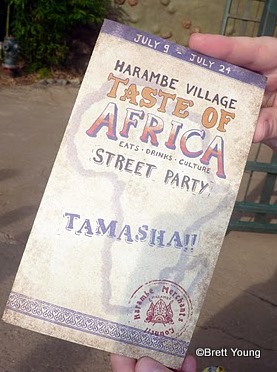 JULY 9 - JULY 24
HARAMBE VILLAGE
TASTE OF
AFRICA
EATS · DRINKS · CULTURE
STREET PARTY
TAMASHA!!
Harambe Merchants
Council
©Brett Young